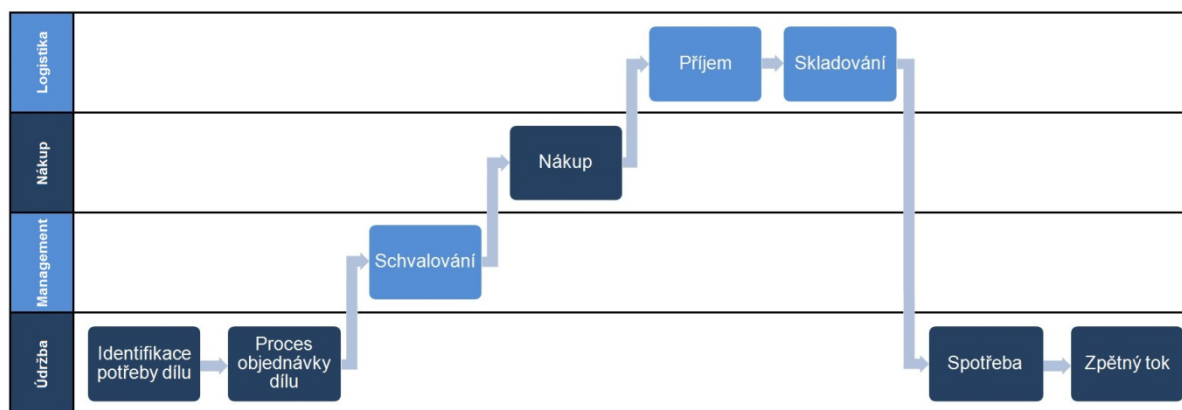 Logistika
Příjem
Skladování
Nákup
Nákup
Management
Schvalování
Údržba
Identifikace
potřeby dílu
Proces
objednávky
dílu
Spotřeba
Zpětný tok